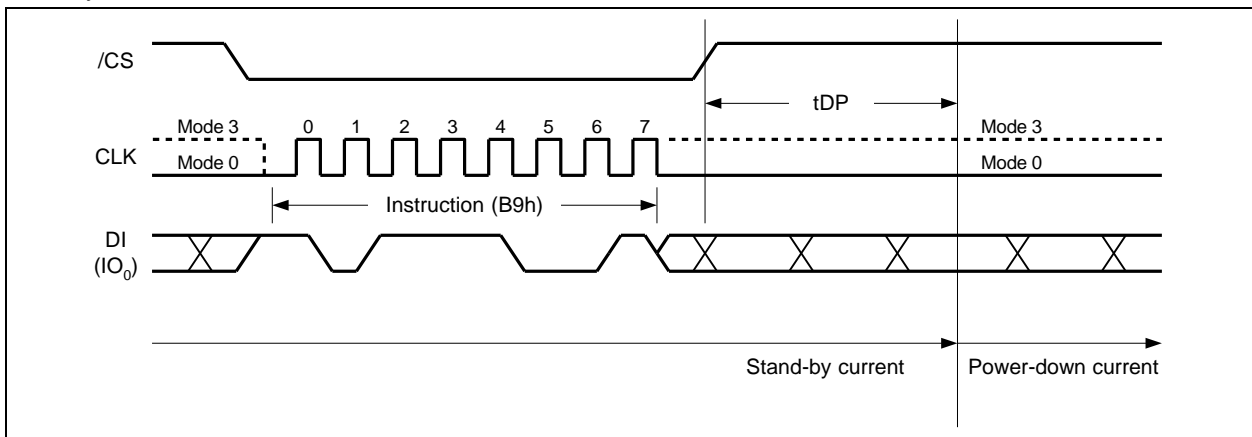 /CS
tDP
Mode 3 0 1 2 3 4 5 6 7 Mode 3
CLK
Mode 0 Mode 0
Instruction (B9h)
DI
(IO0)
Stand-by current Power-down current